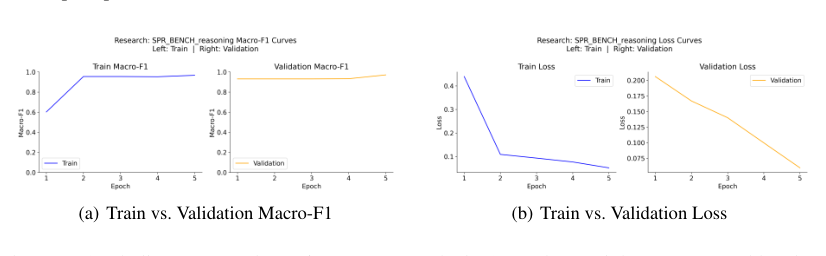 Research: SPR_BENCH_reasoning Macro-F1 Curves
Left: Train | Right: Validation
Train Macro-F1
Validation Macro-F1
Macro-F1
1.0
0.8
0.6
0.4
0.2
0.0
Train
1 2 3 4 5
Epoch
Macro-F1
1.0
0.8
0.6
0.4
0.2
0.0
Validation
1 2 3 4 5
Epoch
(a) Train vs. Validation Macro-F1
Research: SPR_BENCH_reasoning Loss Curves
Left: Train | Right: Validation
Train Loss
Validation Loss
Loss
0.4
0.3
0.2
0.1
Train
1 2 3 4 5
Epoch
Loss
0.200
0.175
0.150
0.125
0.100
0.075
Validation
1 2 3 4 5
Epoch
(b) Train vs. Validation Loss